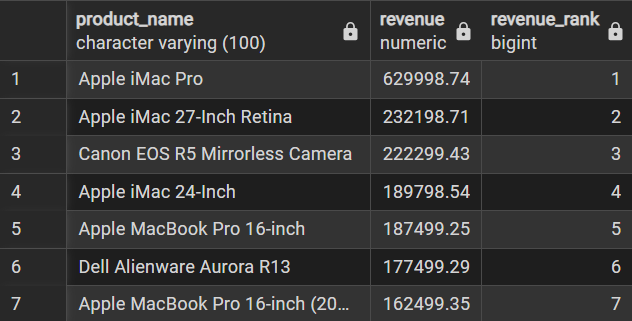 product_name revenue revenue_rank
character varying (100) numeric bigint
1 Apple iMac Pro 629998.74 1
2 Apple iMac 27-Inch Retina 232198.71 2
3 Canon EOS R5 Mirrorless Camera 222299.43 3
4 Apple iMac 24-Inch 189798.54 4
5 Apple MacBook Pro 16-inch 187499.25 5
6 Dell Alienware Aurora R13 177499.29 6
7 Apple MacBook Pro 16-inch (20… 162499.35 7